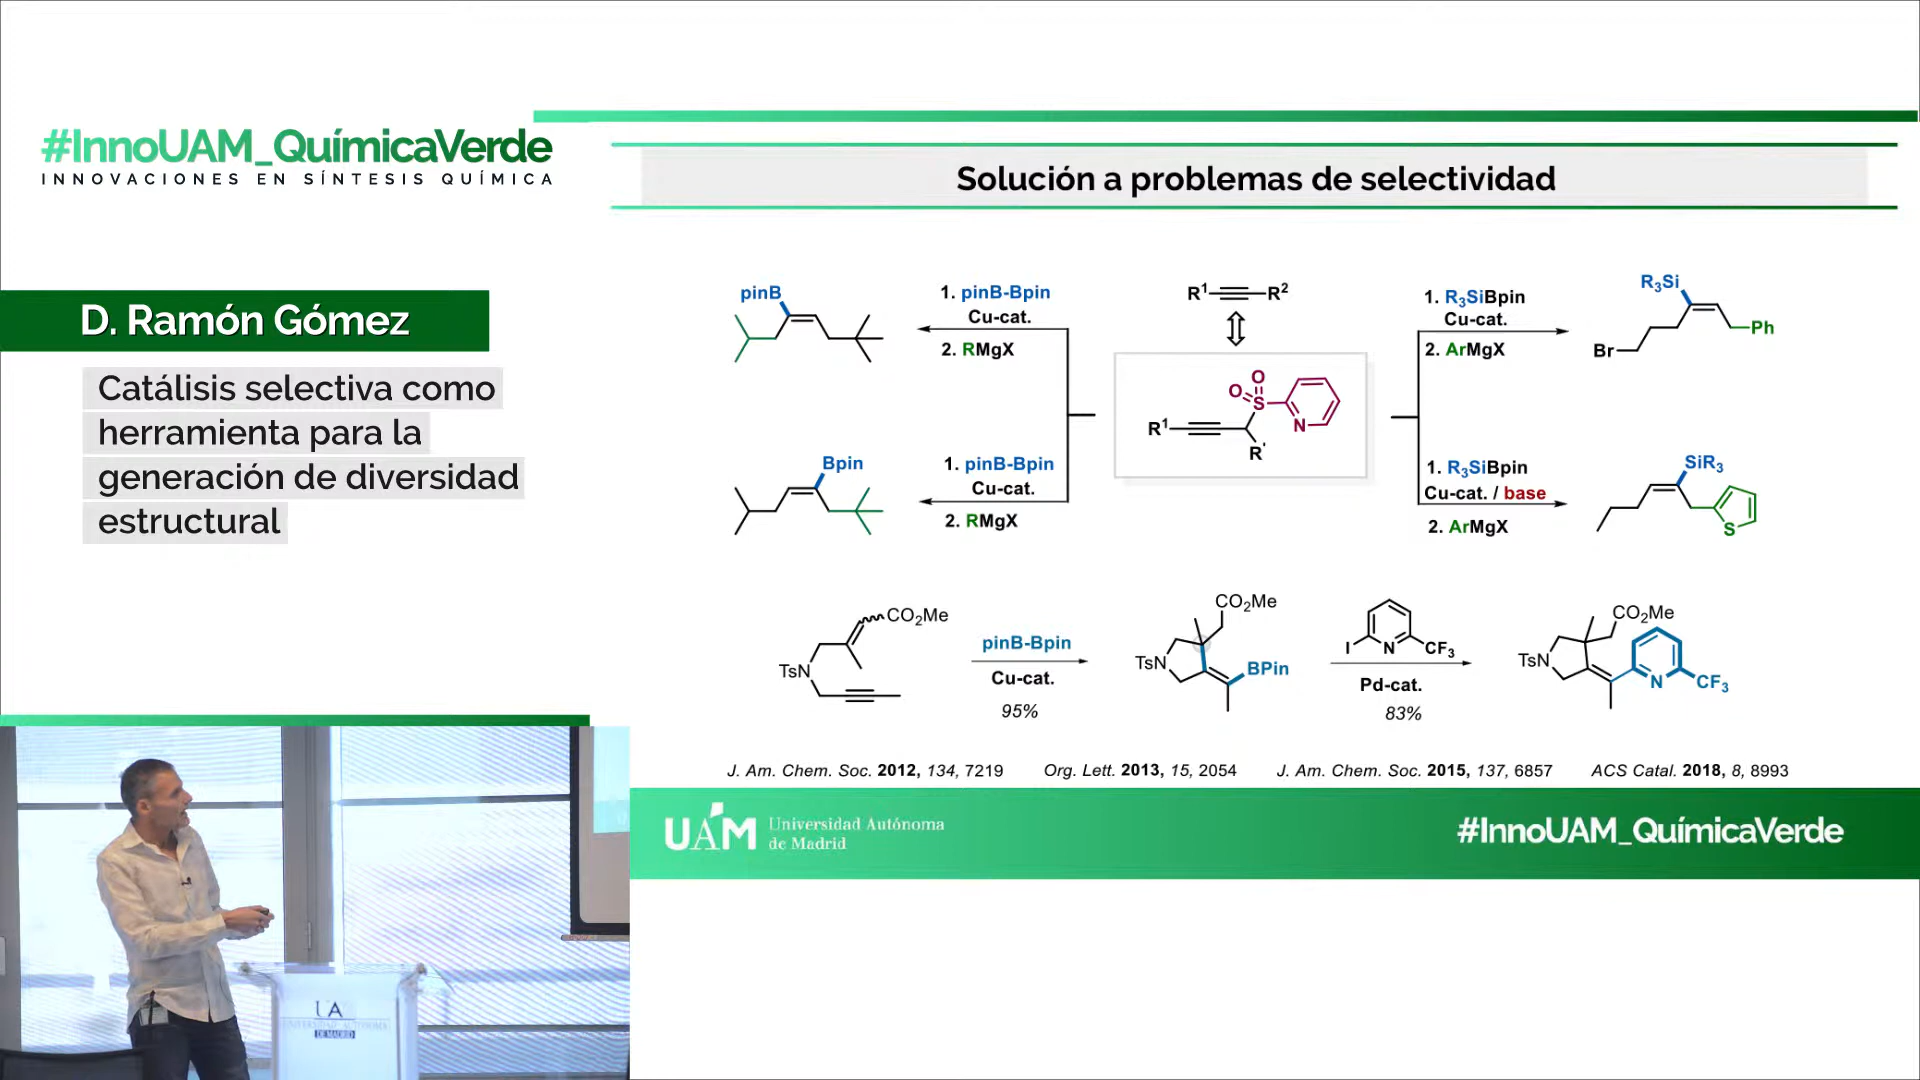 #InnoUAM_QuímicaVerde
INNOVACIONES EN SÍNTESIS QUÍMICA
Solución a problemas de selectividad
D. Ramón Gómez
Catálisis selectiva como
herramienta para la
generación de diversidad
estructural
pinB
1. pinB-Bpin
Cu-cat.
2. RMgX
R¹
R²
1. R₃SiBpin
Cu-cat.
2. ArMgX
R₃Si
Br
Ph
O
O
S
N
R¹
R'
Bpin
1. pinB-Bpin
Cu-cat.
2. RMgX
1. R₃SiBpin
Cu-cat. / base
2. ArMgX
SiR₃
S
CO₂Me
TsN
pinB-Bpin
Cu-cat.
95%
CO₂Me
TsN
BPin
I
N
CF₃
Pd-cat.
83%
CO₂Me
TsN
N
CF₃
J. Am. Chem. Soc. 2012, 134, 7219
Org. Lett. 2013, 15, 2054
J. Am. Chem. Soc. 2015, 137, 6857
ACS Catal. 2018, 8, 8993
UAM
Universidad Autónoma
de Madrid
#InnoUAM_QuímicaVerde
UA
UNIVERSIDAD AUTONOMA
DE MADRID